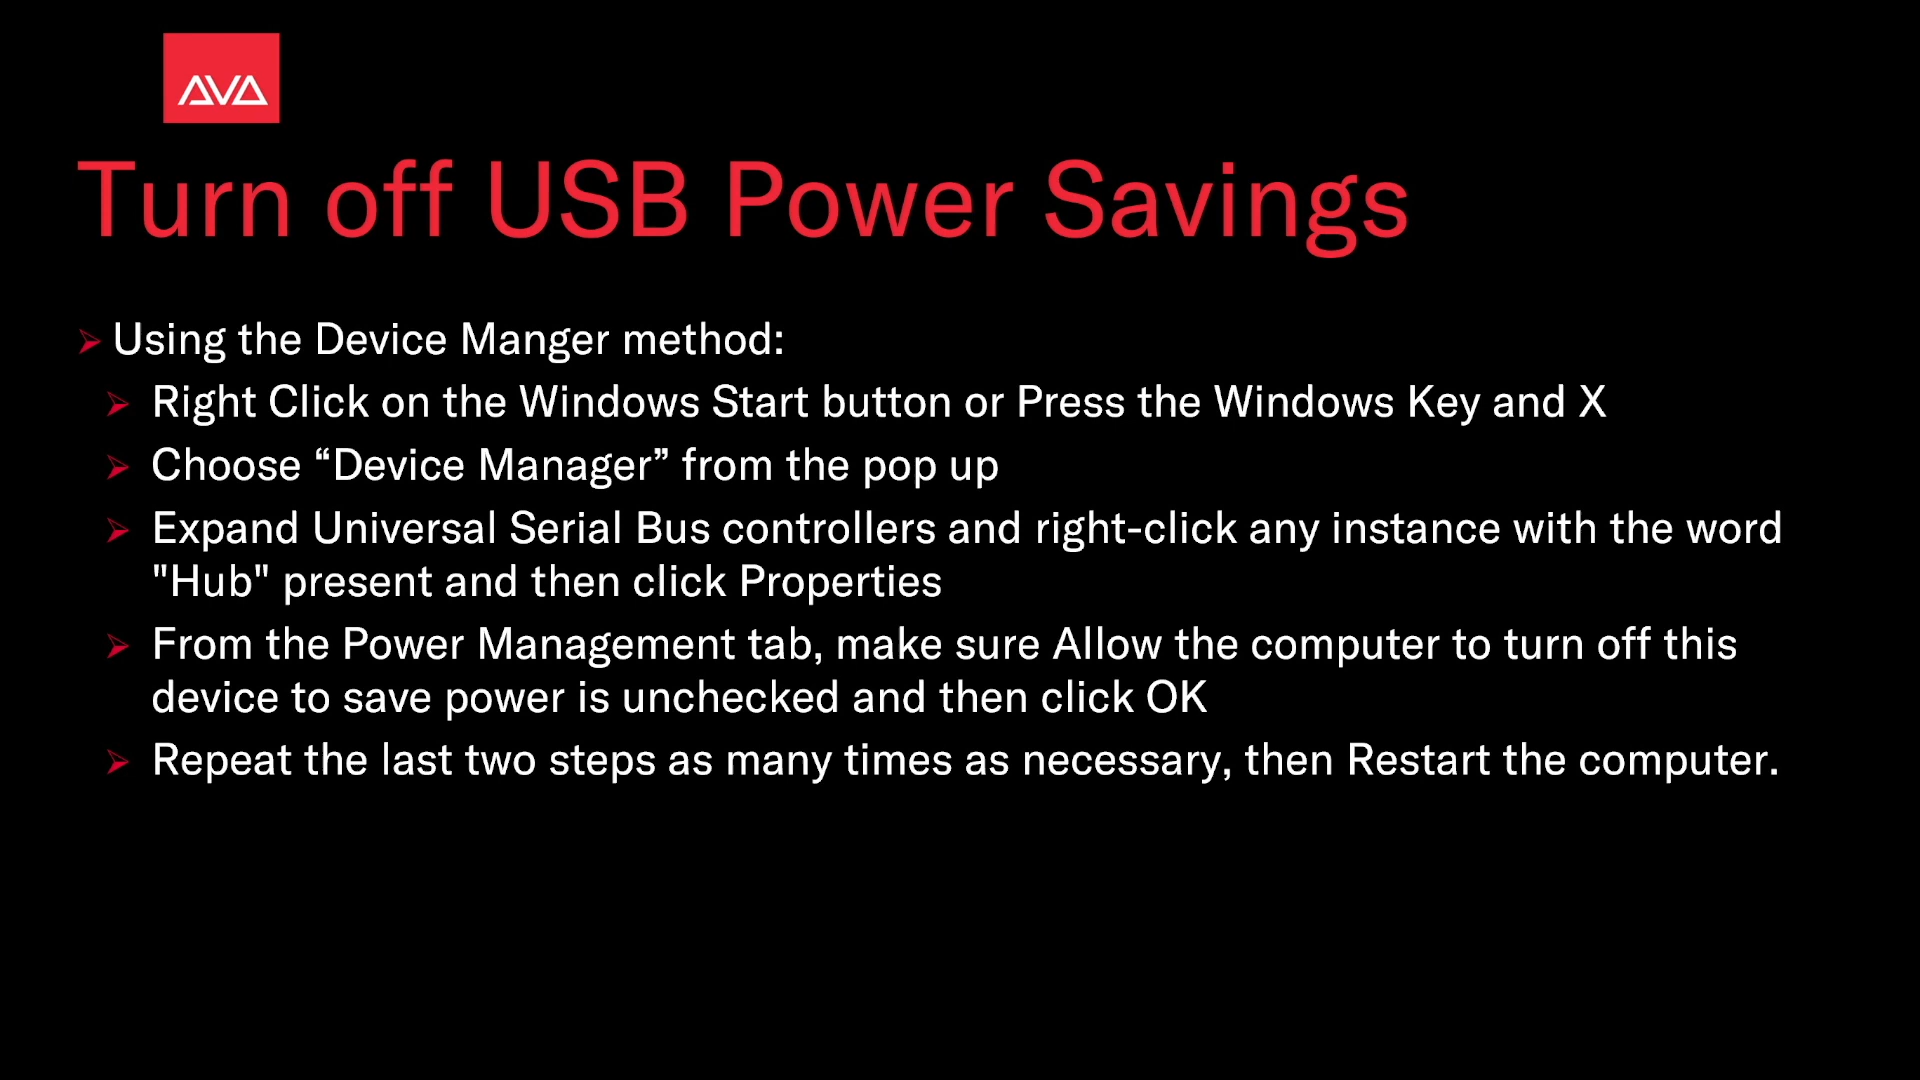 AVA
Turn off USB Power Savings
Using the Device Manger method:
Right Click on the Windows Start button or Press the Windows Key and X
Choose “Device Manager” from the pop up
Expand Universal Serial Bus controllers and right-click any instance with the word
"Hub" present and then click Properties
From the Power Management tab, make sure Allow the computer to turn off this
device to save power is unchecked and then click OK
Repeat the last two steps as many times as necessary, then Restart the computer.